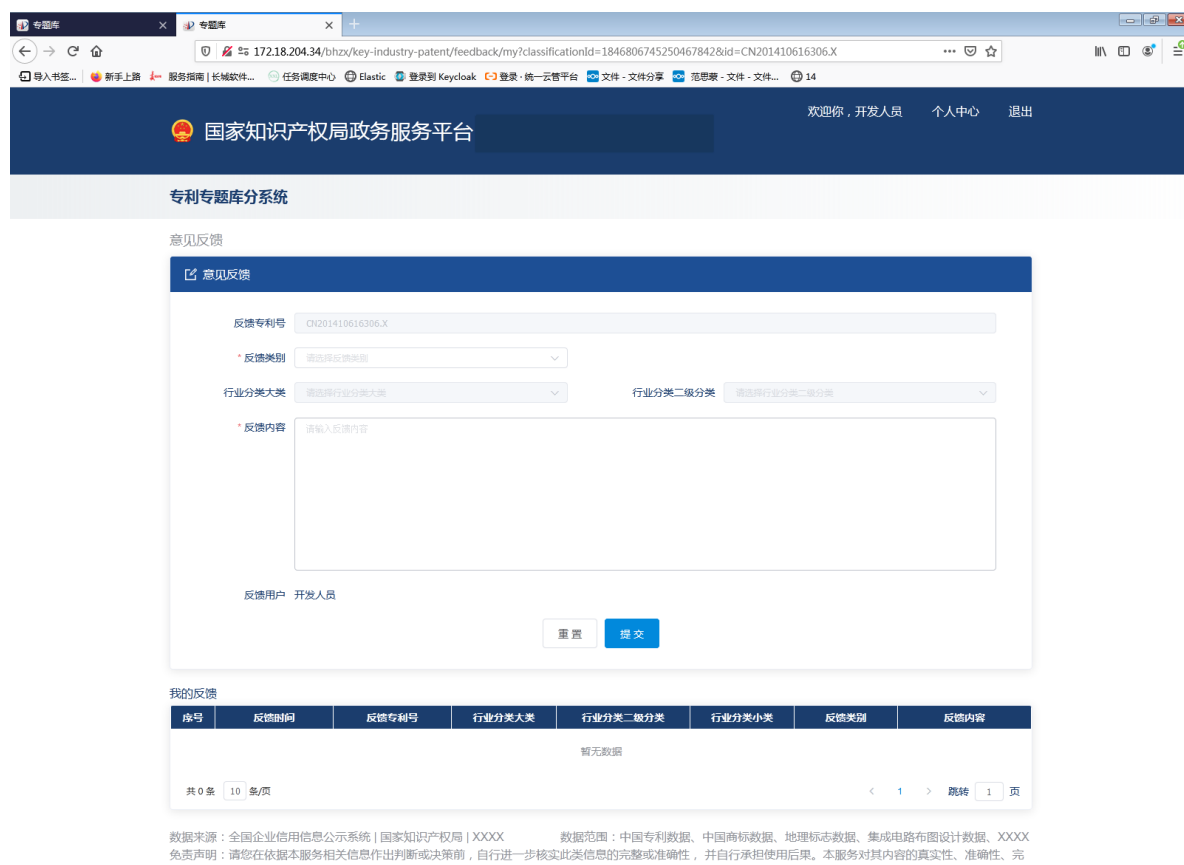 专题库 专题库
172.18.204.34/bhzx/key-industry-patent/feedback/my?classificationId=1846806745250467842&id=CN201410616306.X
导入书签... 新手上路 服务指南 | 长城软件... 任务调度中心 Elastic 登录到 Keycloak 登录 - 统一云管平台 文件 - 文件分享 范思蒙 - 文件 - 文件... 14
欢迎你，开发人员 个人中心 退出
国家知识产权局政务服务平台
专利专题库分系统
意见反馈
意见反馈
反馈专利号 CN201410616306.X
* 反馈类别 请选择反馈类别
行业分类大类 请选择行业分类大类 行业分类二级分类 请选择行业分类二级分类
* 反馈内容 请输入反馈内容
反馈用户 开发人员
重 置 提 交
我的反馈
序号 反馈时间 反馈专利号 行业分类大类 行业分类二级分类 行业分类小类 反馈类别 反馈内容
暂无数据
共 0 条 10 条/页 1 跳转 1 页
数据来源：全国企业信用信息公示系统 | 国家知识产权局 | XXXX 数据范围：中国专利数据、中国商标数据、地理标志数据、集成电路布图设计数据、XXXX
免责声明：请您在依据本服务相关信息作出判断或决策前，自行进一步核实此类信息的完整或准确性，并自行承担使用后果。本服务对其内容的真实性、准确性、完